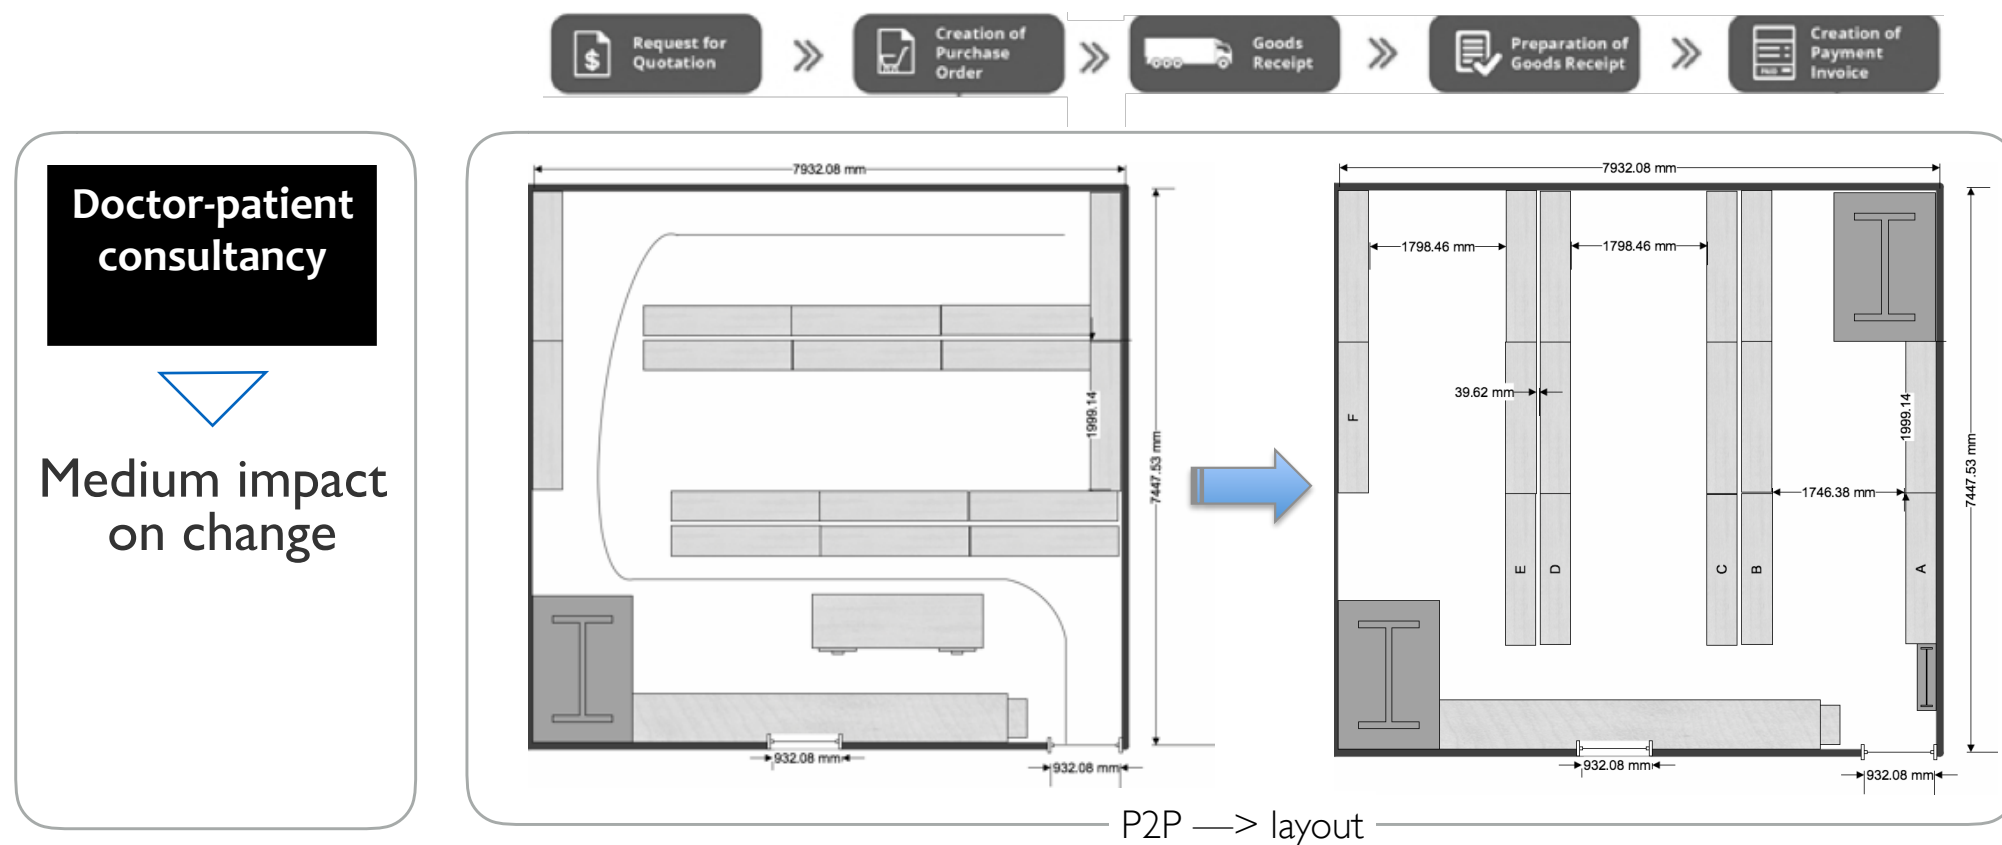 Request for
Quotation
Creation of
Purchase
Order
Goods
Receipt
Preparation of
Goods Receipt
Creation of
Payment
Invoice
Doctor-patient
consultancy
Medium impact
on change
7932.08 mm
1999.14
7447.53 mm
932.08 mm
932.08 mm
7932.08 mm
1798.46 mm
1798.46 mm
39.62 mm
F
1999.14
7447.53 mm
1746.38 mm
E
D
C
B
A
932.08 mm
932.08 mm
P2P —> layout